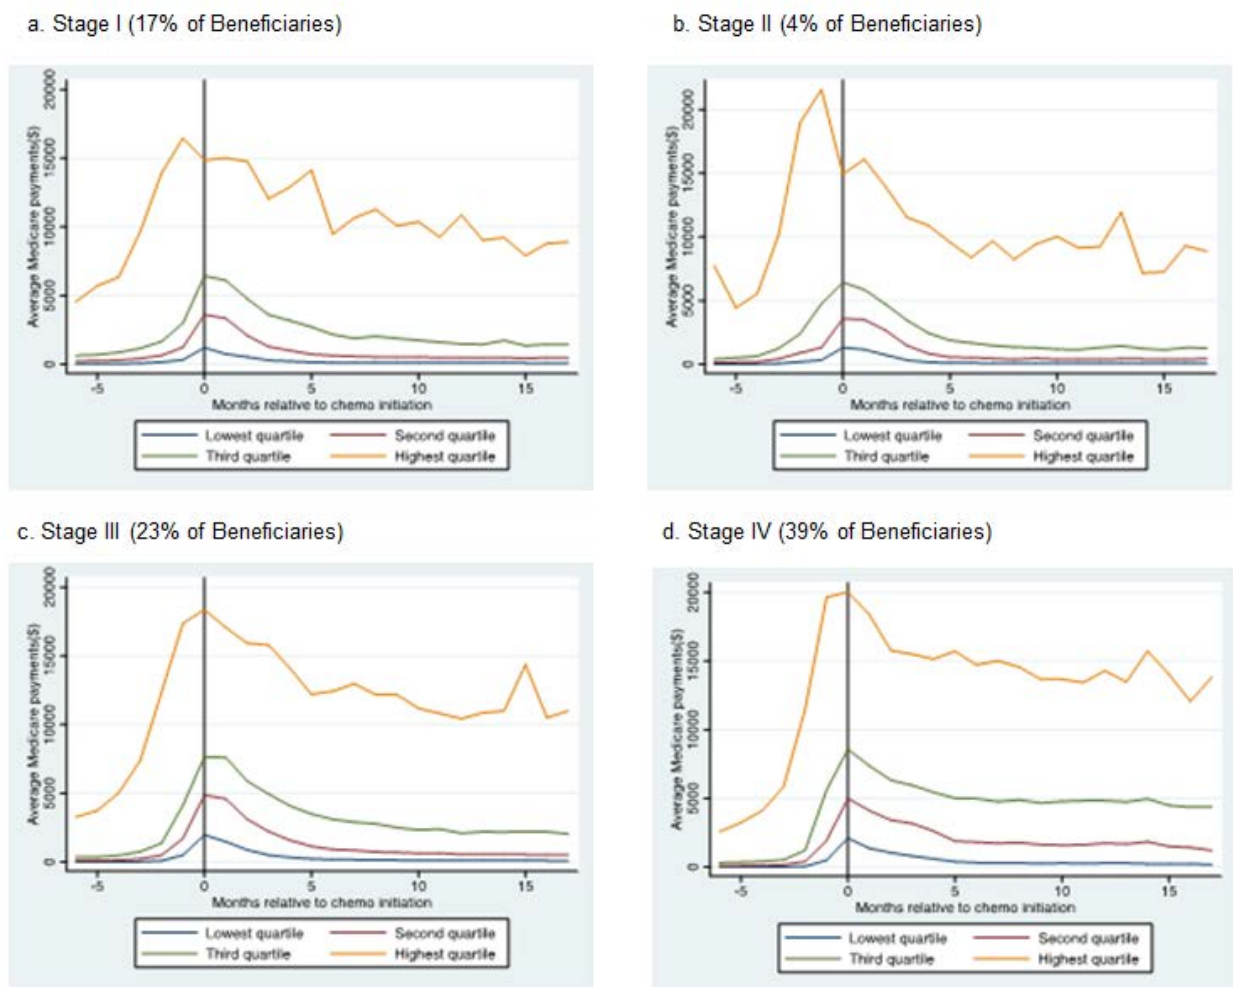 a. Stage I (17% of Beneficiaries)
b. Stage II (4% of Beneficiaries)
Average Medicare payments($)
0 5000 10000 15000 20000
-5 0 5 10 15
Months relative to chemo initiation
Lowest quartile Second quartile
Third quartile Highest quartile
Average Medicare payments($)
0 5000 10000 15000 20000
-5 0 5 10 15
Months relative to chemo initiation
Lowest quartile Second quartile
Third quartile Highest quartile
c. Stage III (23% of Beneficiaries)
d. Stage IV (39% of Beneficiaries)
Average Medicare payments($)
0 5000 10000 15000 20000
-5 0 5 10 15
Months relative to chemo initiation
Lowest quartile Second quartile
Third quartile Highest quartile
Average Medicare payments($)
0 5000 10000 15000 20000
-5 0 5 10 15
Months relative to chemo initiation
Lowest quartile Second quartile
Third quartile Highest quartile